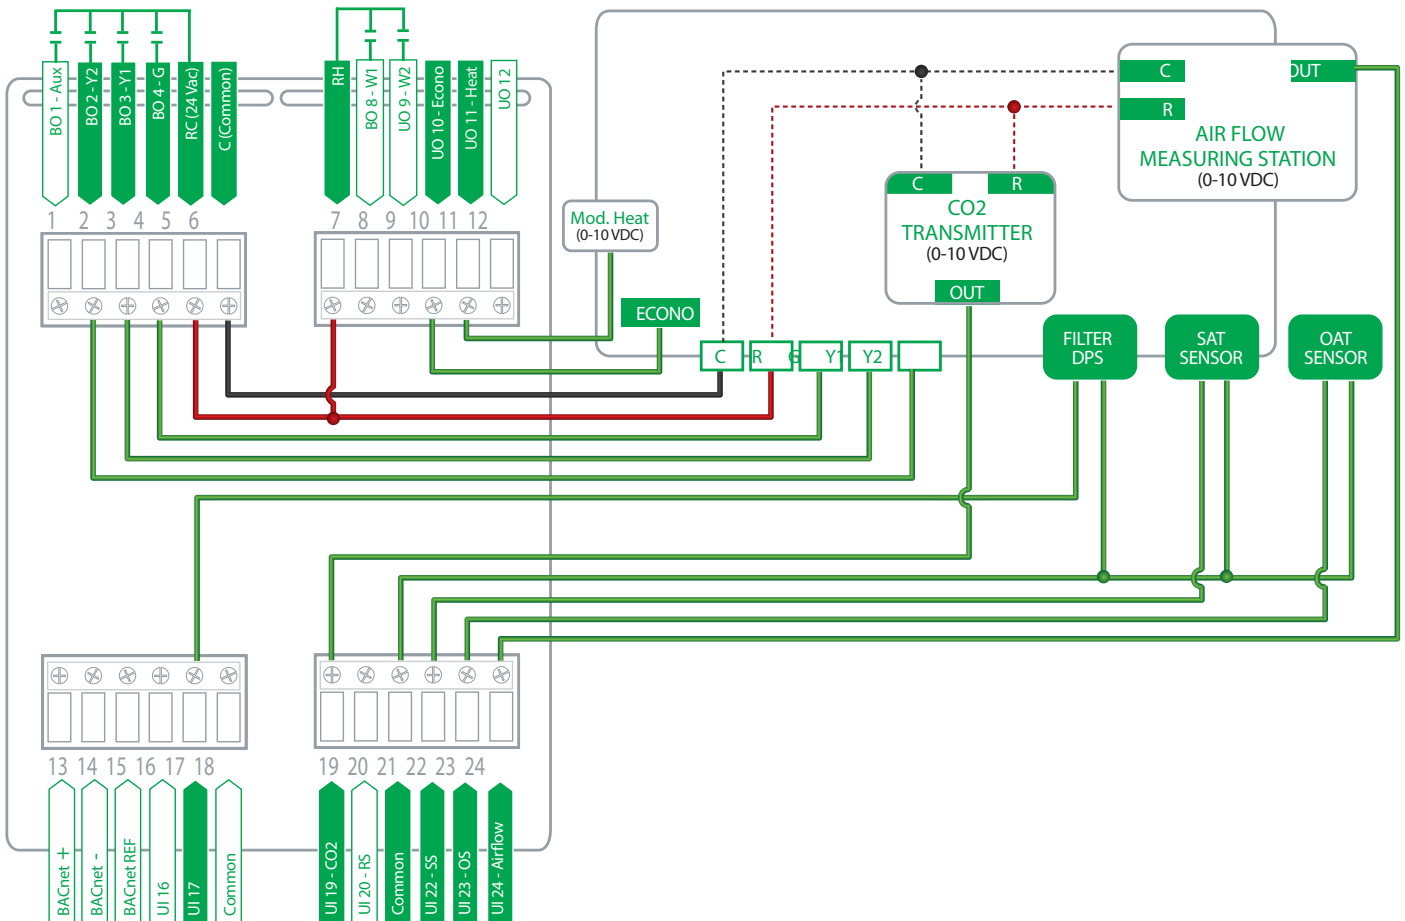 BO 1 - Aux
BO 2 - Y2
BO 3 - Y1
BO 4 - G
RC (24 Vac)
C (Common)
RH
BO 8 - W1
UO 9 - W2
UO 10 - Econo
UO 11 - Heat
UO 12
1 2 3 4 5 6
7 8 9 10 11 12
Mod. Heat
(0-10 VDC)
ECONO
C
R
G
Y1
Y2
C
R
OUT
AIR FLOW
MEASURING STATION
(0-10 VDC)
C
R
CO2
TRANSMITTER
(0-10 VDC)
OUT
FILTER
DPS
SAT
SENSOR
OAT
SENSOR
13 14 15 16 17 18
19 20 21 22 23 24
BACnet +
BACnet -
BACnet REF
UI 16
UI 17
Common
UI 19 - CO2
UI 20 - RS
Common
UI 22 - SS
UI 23 - OS
UI 24 - Airflow